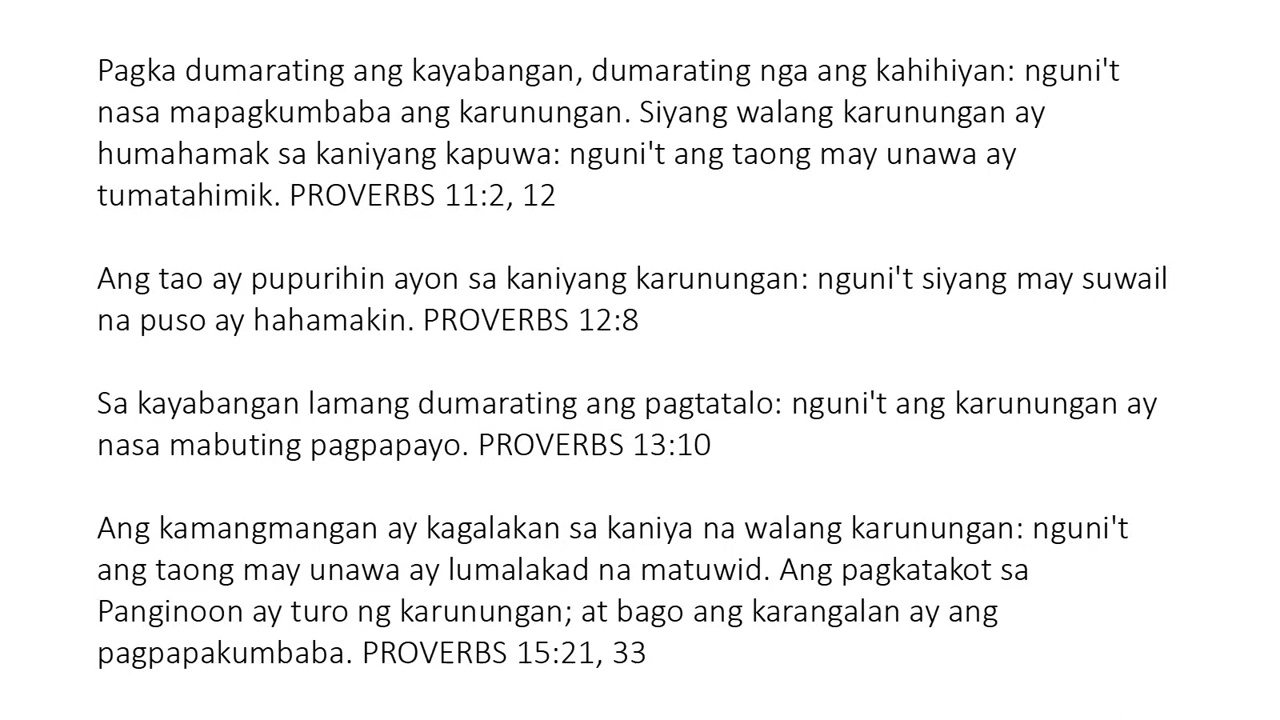 Pagka dumarating ang kayabangan, dumarating nga ang kahihiyan: nguni't
nasa mapagkumbaba ang karunungan. Siyang walang karunungan ay
humahamak sa kaniyang kapuwa: nguni't ang taong may unawa ay
tumatahimik. PROVERBS 11:2, 12
Ang tao ay pupurihin ayon sa kaniyang karunungan: nguni't siyang may suwail
na puso ay hahamakin. PROVERBS 12:8
Sa kayabangan lamang dumarating ang pagtatalo: nguni't ang karunungan ay
nasa mabuting pagpapayo. PROVERBS 13:10
Ang kamangmangan ay kagalakan sa kaniya na walang karunungan: nguni't
ang taong may unawa ay lumalakad na matuwid. Ang pagkatakot sa
Panginoon ay turo ng karunungan; at bago ang karangalan ay ang
pagpapakumbaba. PROVERBS 15:21, 33